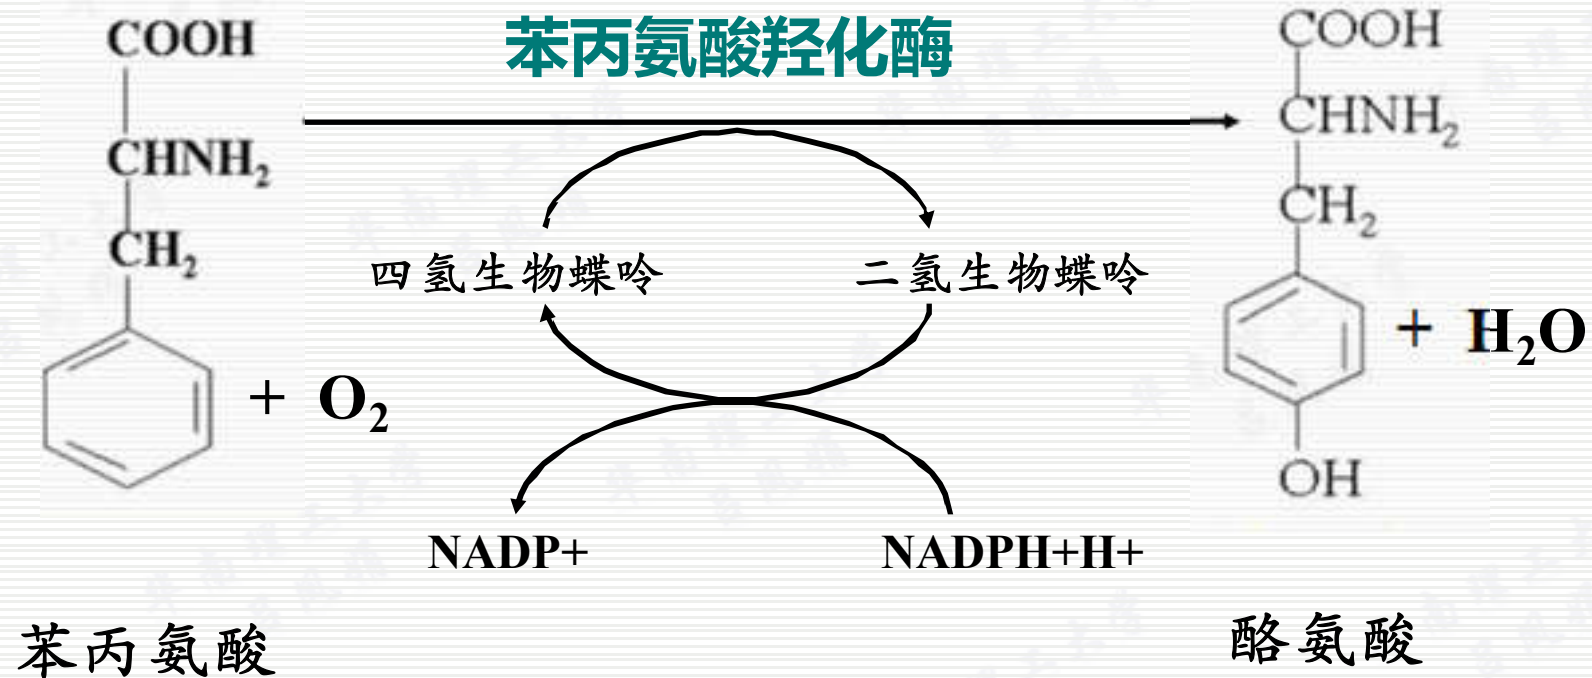 苯丙氨酸羟化酶
COOH
CHNH₂
CH₂
+ O₂
四氢生物蝶呤
二氢生物蝶呤
NADP+
NADPH+H+
COOH
CHNH₂
CH₂
OH
+ H₂O
苯丙氨酸
酪氨酸